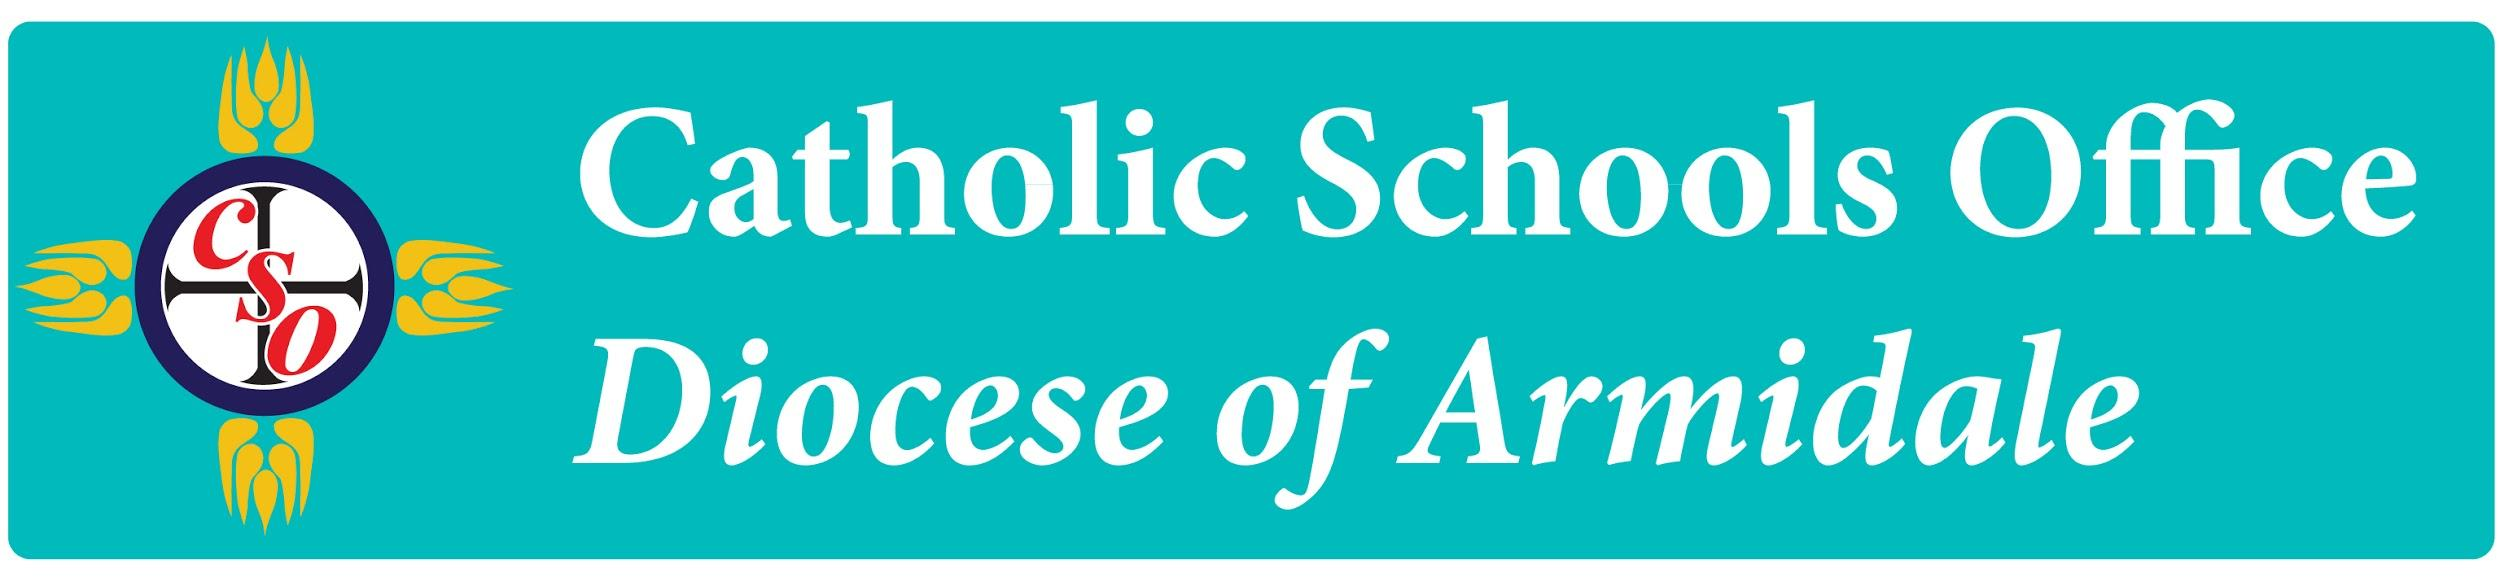 CSO
Catholic Schools Office
Diocese of Armidale